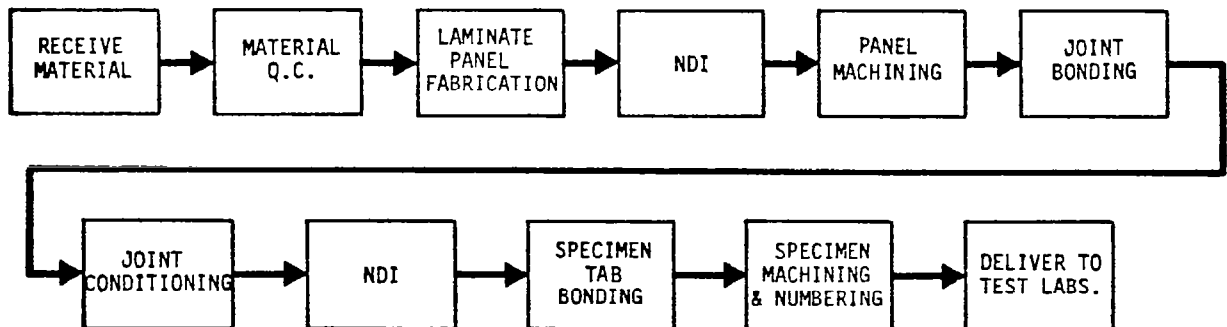 RECEIVE
MATERIAL
MATERIAL
Q.C.
LAMINATE
PANEL
FABRICATION
NDI
PANEL
MACHINING
JOINT
BONDING
JOINT
CONDITIONING
NDI
SPECIMEN
TAB
BONDING
SPECIMEN
MACHINING
& NUMBERING
DELIVER TO
TEST LABS.